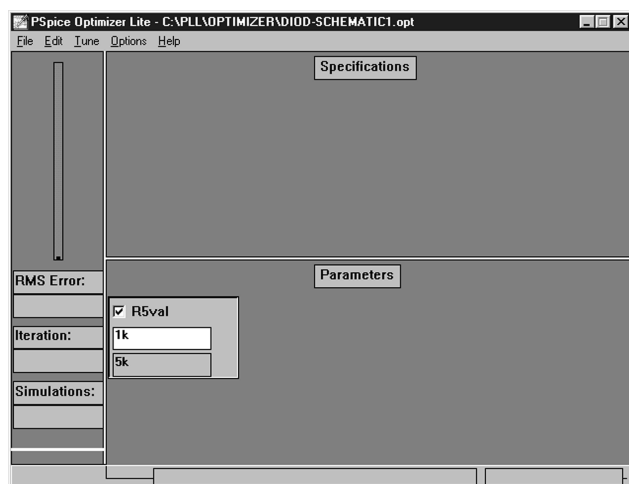 PSpice Optimizer Lite - C:\PLL\OPTIMIZER\DIOD-SCHEMATIC1.opt
File Edit Tune Options Help
Specifications
RMS Error:
Iteration:
Simulations:
Parameters
R5val
1k
5k